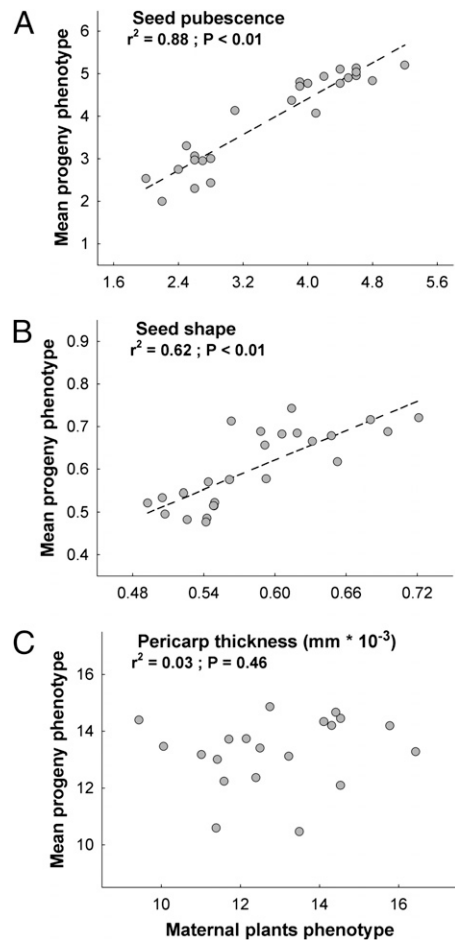 A
Seed pubescence
r² = 0.88 ; P < 0.01
Mean progeny phenotype
6
5
4
3
2
1
1.6 2.4 3.2 4.0 4.8 5.6
B
Seed shape
r² = 0.62 ; P < 0.01
Mean progeny phenotype
0.9
0.8
0.7
0.6
0.5
0.4
0.48 0.54 0.60 0.66 0.72
C
Pericarp thickness (mm * 10⁻³)
r² = 0.03 ; P = 0.46
Mean progeny phenotype
16
14
12
10
10 12 14 16
Maternal plants phenotype